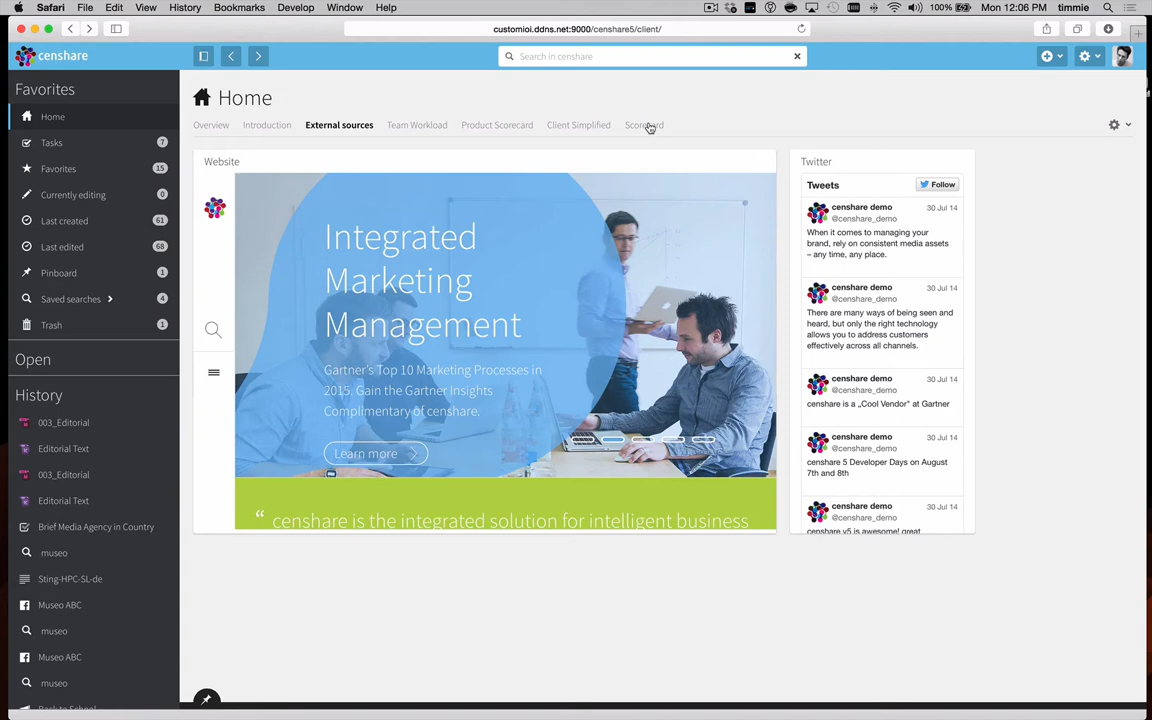 Safari File Edit View History Bookmarks Develop Window Help 100% Mon 12:06 PM timmie
customioi.ddns.net:9000/censhare5/client/
censhare
Search in censhare
Favorites
Home
Tasks 7
Favorites 15
Currently editing 0
Last created 61
Last edited 68
Pinboard 1
Saved searches 4
Trash 1
Open
History
003_Editorial
Editorial Text
003_Editorial
Editorial Text
Brief Media Agency in Country
museo
Sting-HPC-SL-de
Museo ABC
museo
Museo ABC
museo
Back to School
Home
Overview Introduction External sources Team Workload Product Scorecard Client Simplified Scorecard
Website
Integrated
Marketing
Management
Gartner's Top 10 Marketing Processes in
2015. Gain the Gartner Insights
Complimentary of censhare.
Learn more
“ censhare is the integrated solution for intelligent business
Twitter
Tweets Follow
censhare demo 30 Jul 14
@censhare_demo
When it comes to managing your
brand, rely on consistent media assets
– any time, any place.
censhare demo 30 Jul 14
@censhare_demo
There are many ways of being seen and
heard, but only the right technology
allows you to address customers
effectively across all channels.
censhare demo 30 Jul 14
@censhare_demo
censhare is a „Cool Vendor" at Gartner
censhare demo 30 Jul 14
@censhare_demo
censhare 5 Developer Days on August
7th and 8th
censhare demo 30 Jul 14
@censhare_demo
censhare v5 is awesome! great